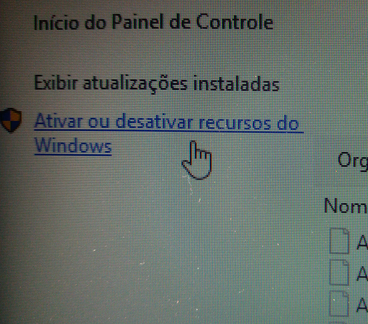 Início do Painel de Controle
Exibir atualizações instaladas
Ativar ou desativar recursos do
Windows
Org
Nom
A
A
A